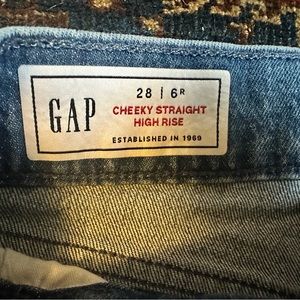 GAP
28 | 6R
CHEEKY STRAIGHT
HIGH RISE
ESTABLISHED IN 1969